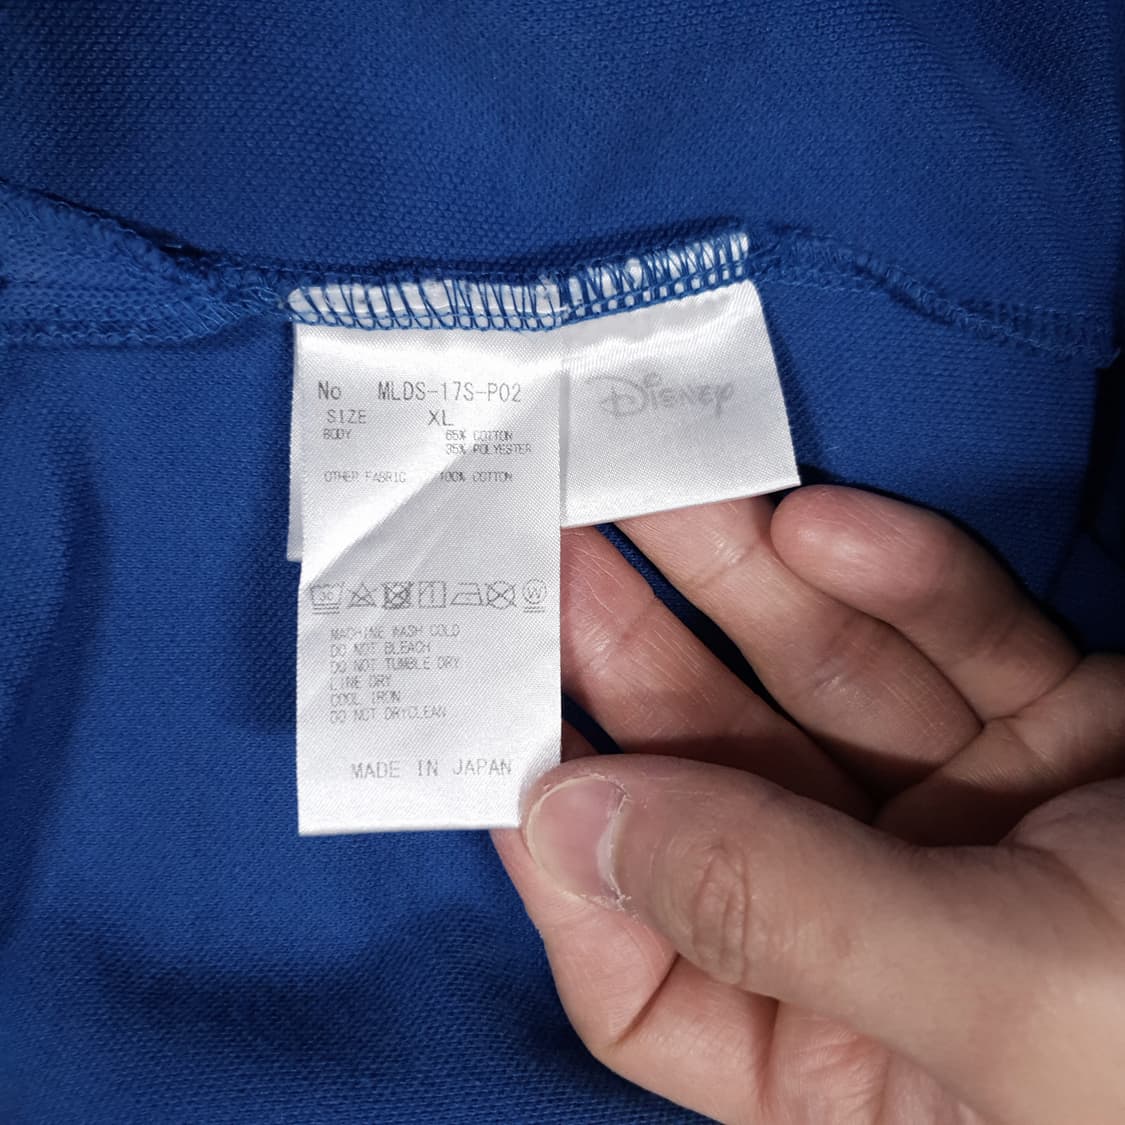 No MLDS-17S-P02
SIZE XL
BODY 65% COTTON
35% POLYESTER
OTHER FABRIC 100% COTTON
30
W
MACHINE WASH COLD
DO NOT BLEACH
DO NOT TUMBLE DRY
LINE DRY
COOL IRON
DO NOT DRYCLEAN
MADE IN JAPAN
Disney